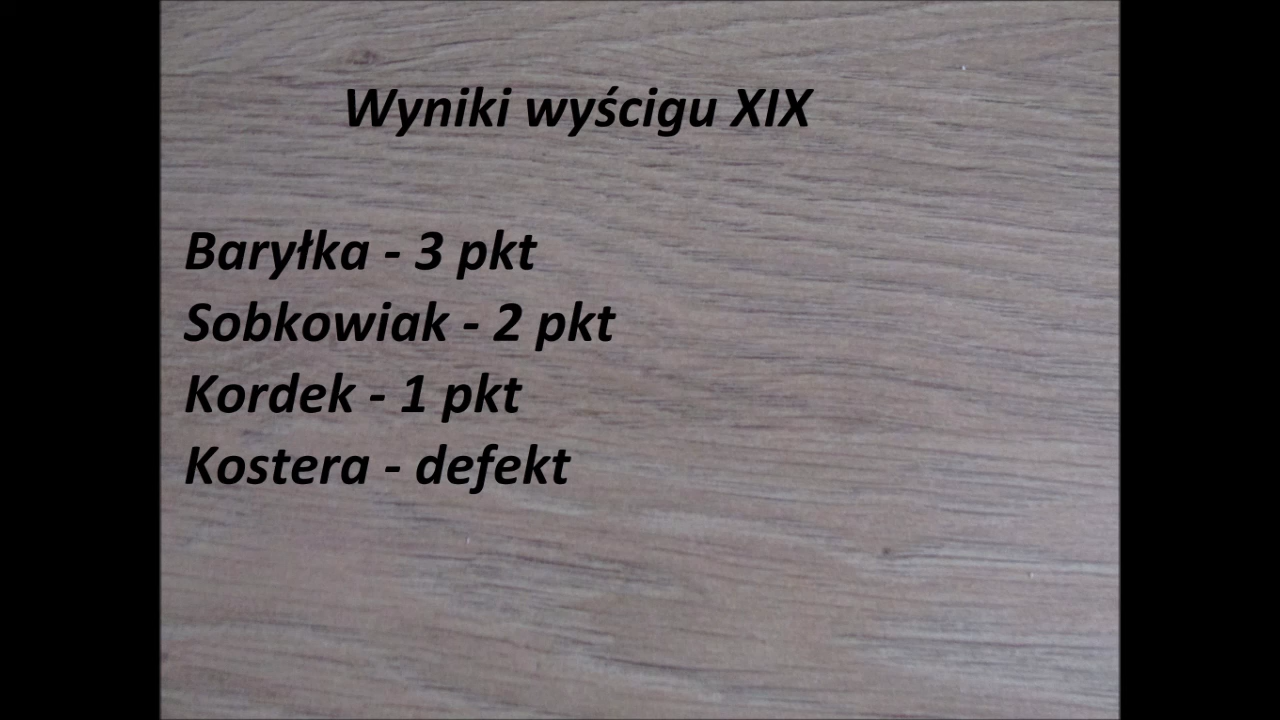 Wyniki wyścigu XIX
Baryłka - 3 pkt
Sobkowiak - 2 pkt
Kordek - 1 pkt
Kostera - defekt